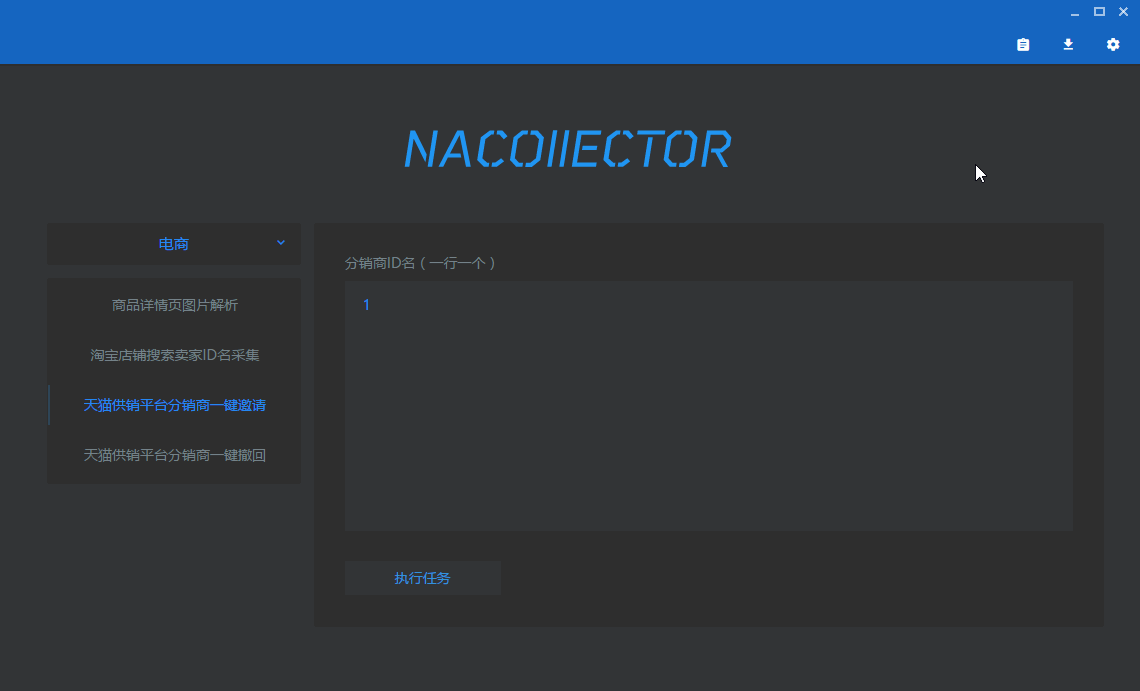 NACOllECTOR
电商
商品详情页图片解析
淘宝店铺搜索卖家ID名采集
天猫供销平台分销商一键邀请
天猫供销平台分销商一键撤回
分销商ID名（一行一个）
1
执行任务